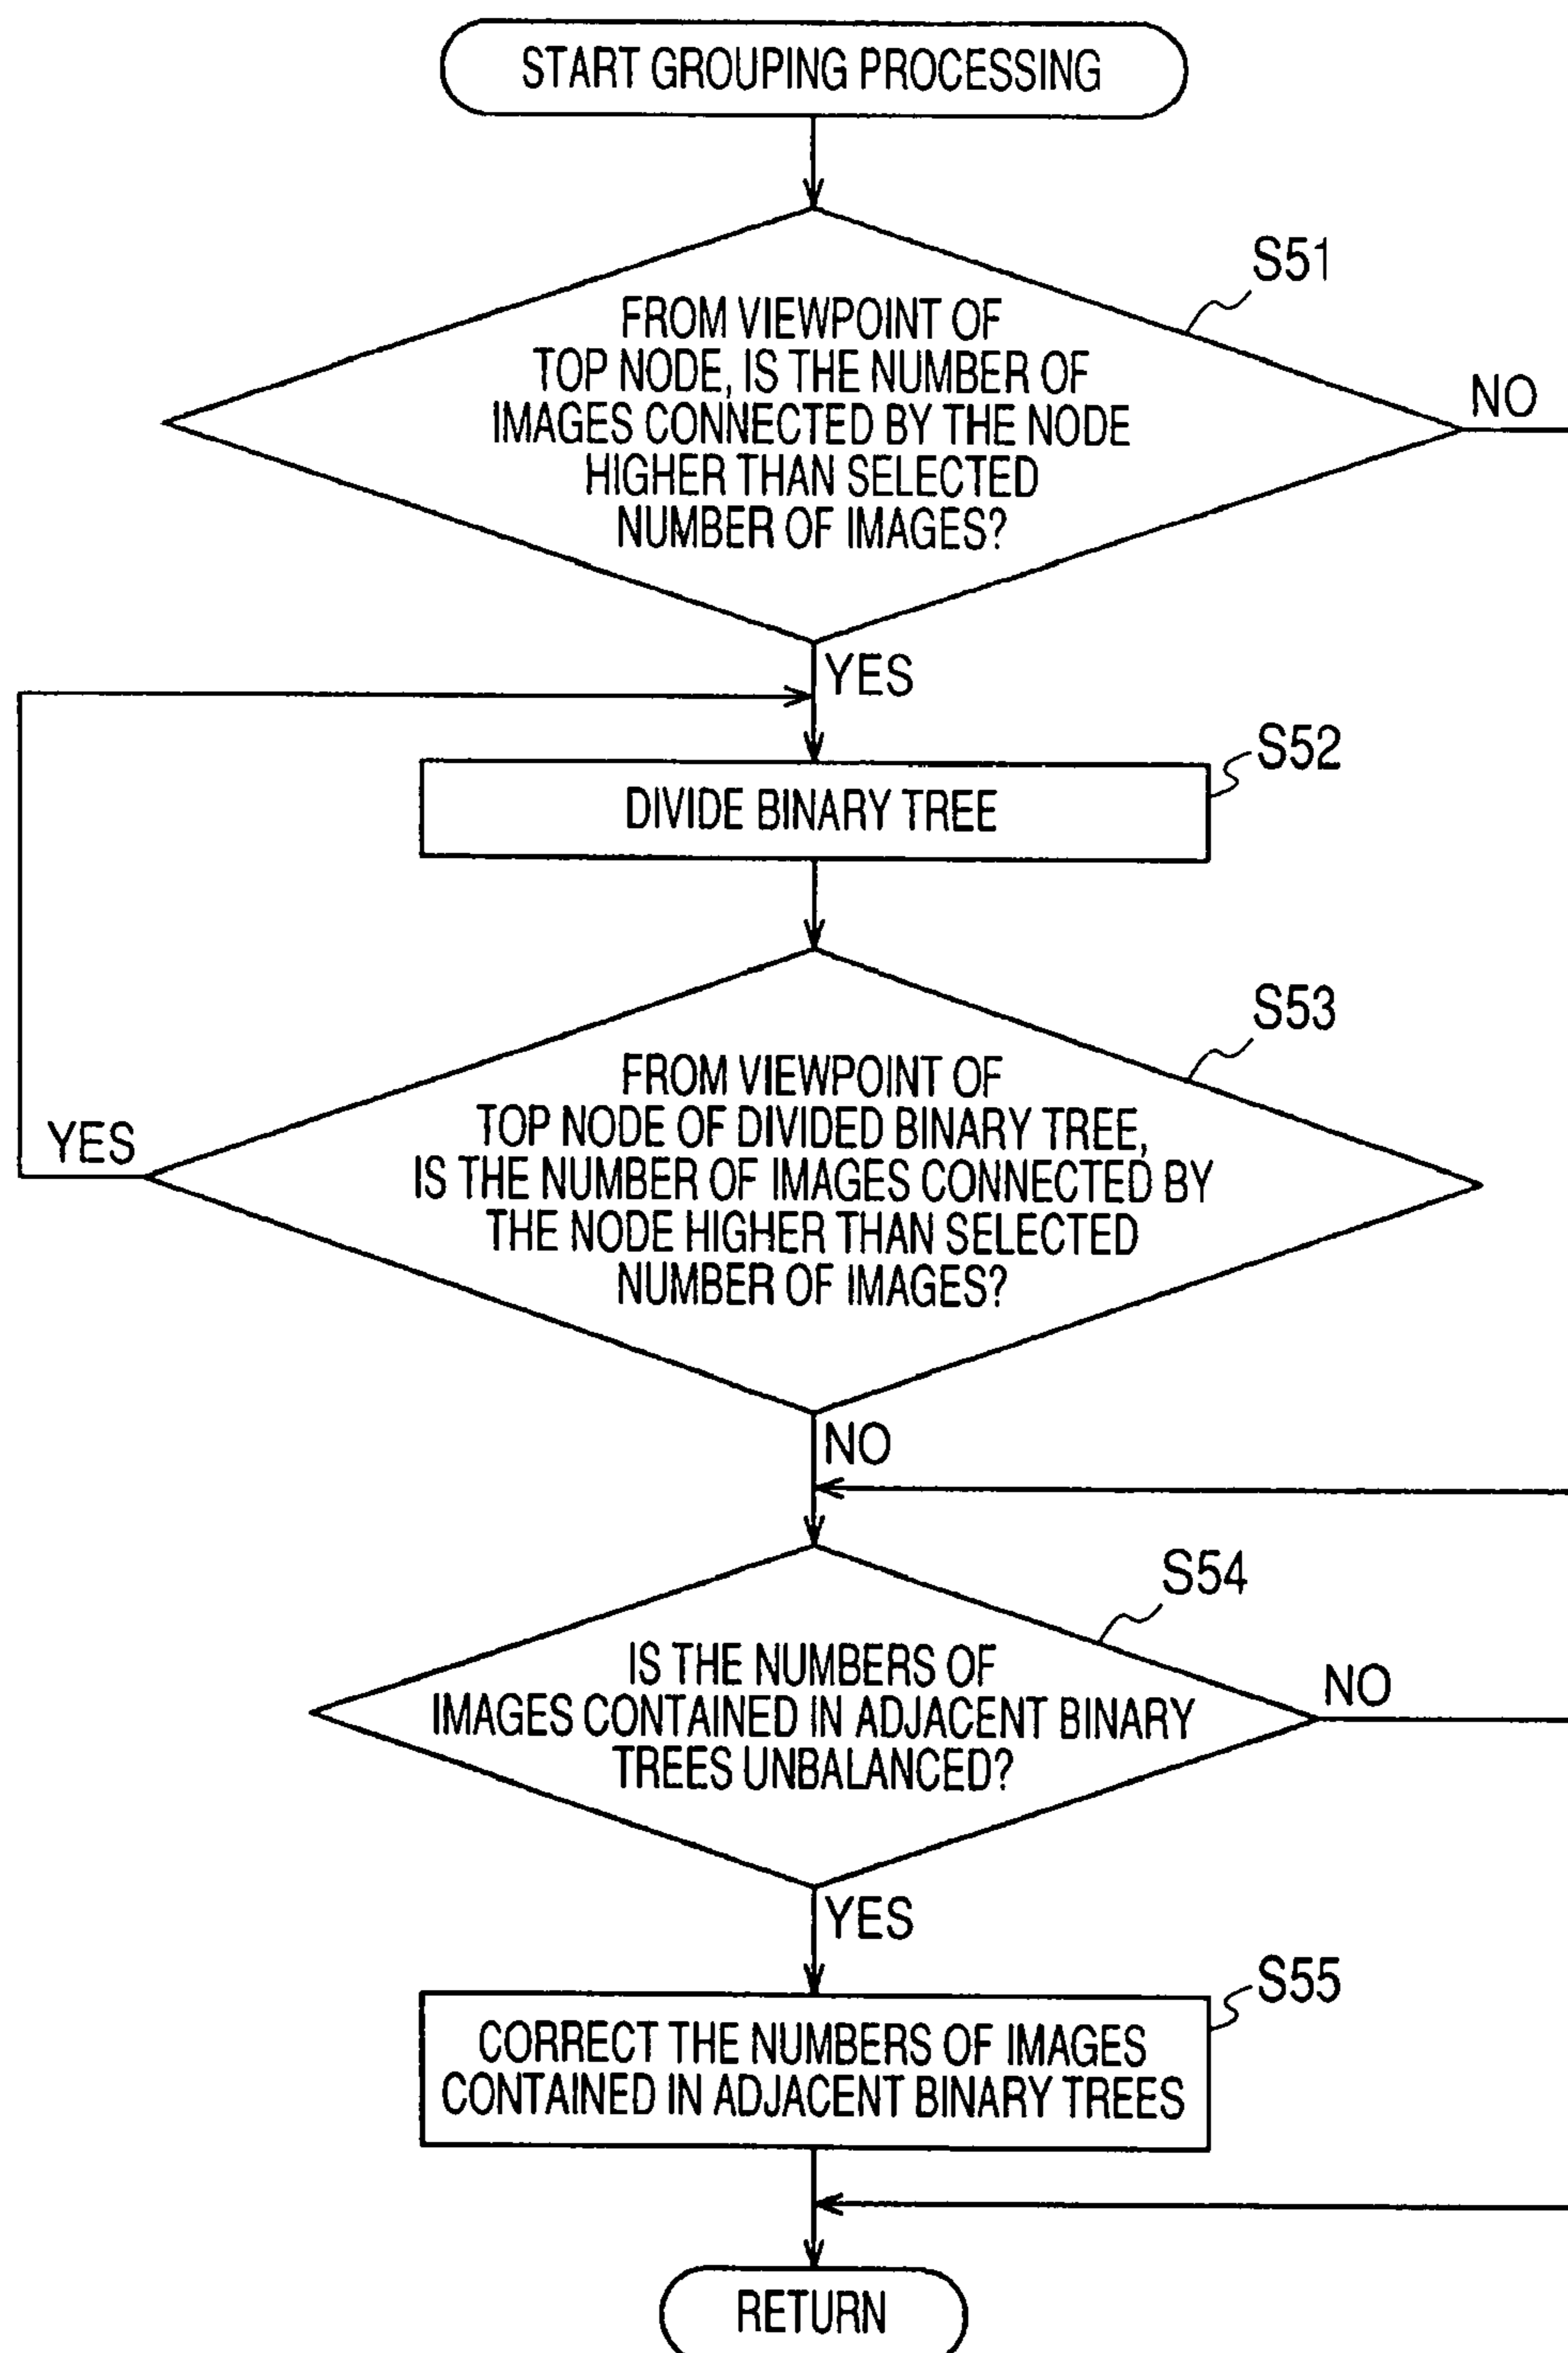 START GROUPING PROCESSING
S51
FROM VIEWPOINT OF
TOP NODE, IS THE NUMBER OF
IMAGES CONNECTED BY THE NODE
HIGHER THAN SELECTED
NUMBER OF IMAGES?
NO
YES
S52
DIVIDE BINARY TREE
S53
FROM VIEWPOINT OF
TOP NODE OF DIVIDED BINARY TREE,
IS THE NUMBER OF IMAGES CONNECTED BY
THE NODE HIGHER THAN SELECTED
NUMBER OF IMAGES?
YES
NO
S54
IS THE NUMBERS OF
IMAGES CONTAINED IN ADJACENT BINARY
TREES UNBALANCED?
NO
YES
S55
CORRECT THE NUMBERS OF IMAGES
CONTAINED IN ADJACENT BINARY TREES
RETURN